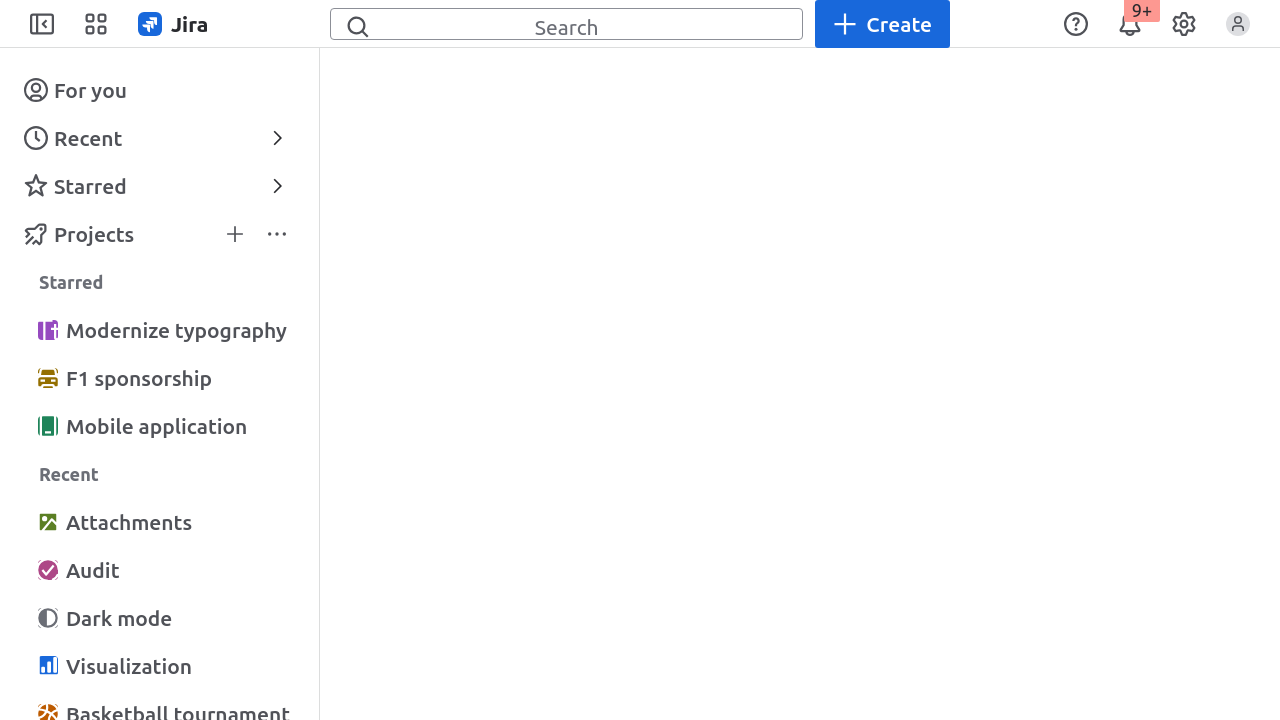 Jira
Search
Create
9+
For you
Recent
Starred
Projects
Starred
Modernize typography
F1 sponsorship
Mobile application
Recent
Attachments
Audit
Dark mode
Visualization
Basketball tournament